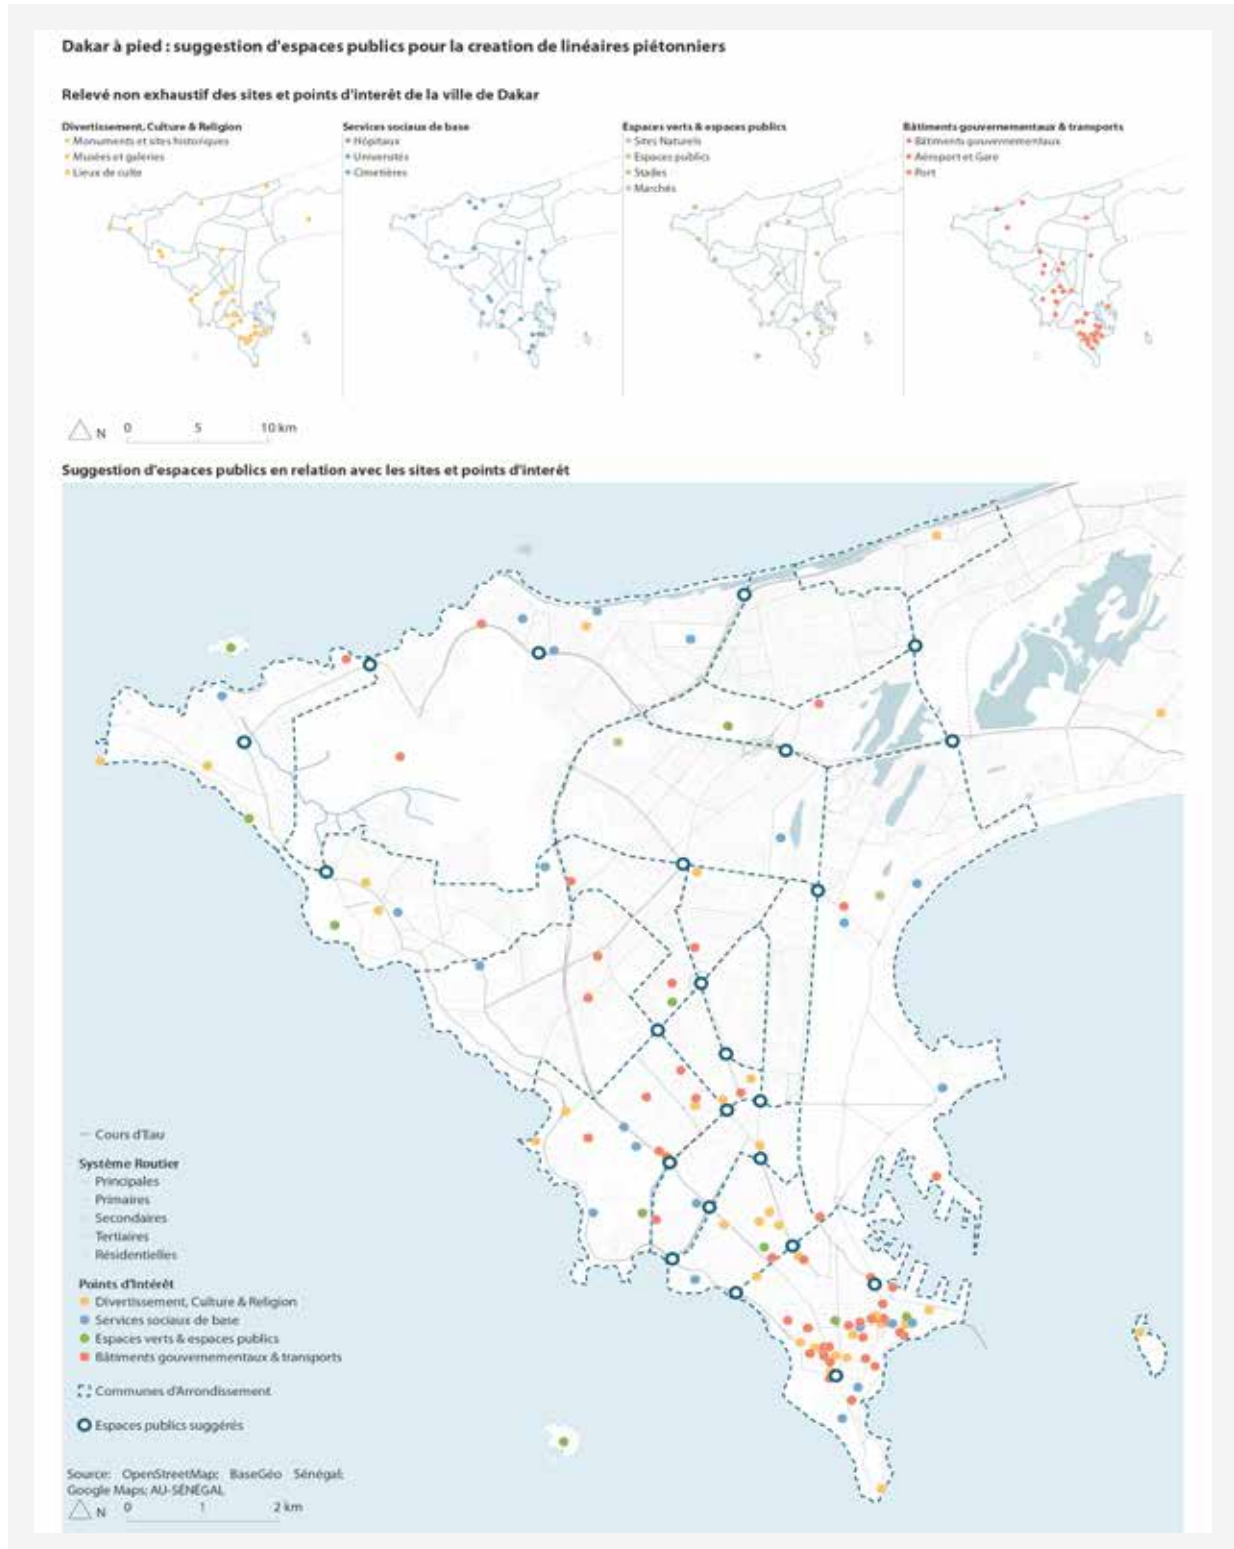 Dakar à pied : suggestion d'espaces publics pour la creation de linéaires piétonniers
Relevé non exhaustif des sites et points d'interêt de la ville de Dakar
Divertissement, Culture & Religion
Monuments et sites historiques
Musées et galeries
Lieux de culte
Services sociaux de base
Hôpitaux
Universités
Cimetières
Espaces verts & espaces publics
Sites Naturels
Espaces publics
Stades
Marchés
Bâtiments gouvernementaux & transports
Bâtiments gouvernementaux
Aéroport et Gare
Port
N 0 5 10 km
Suggestion d'espaces publics en relation avec les sites et points d'interêt
Cours d'Eau
Système Routier
Principales
Primaires
Secondaires
Tertiaires
Résidentielles
Points d'Intérêt
Divertissement, Culture & Religion
Services sociaux de base
Espaces verts & espaces publics
Bâtiments gouvernementaux & transports
Communes d'Arrondissement
Espaces publics suggérés
Source: OpenStreetMap; BaseGéo Sénégal;
Google Maps; AU-SÉNÉGAL
N 0 1 2 km